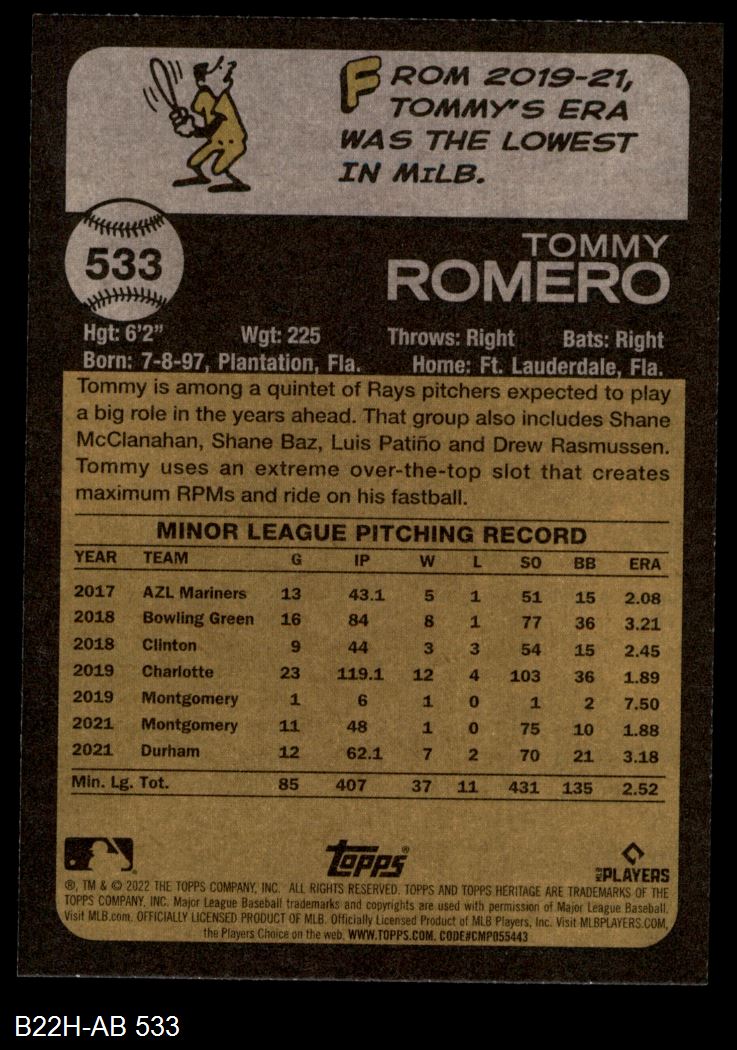 FROM 2019-21,
TOMMY'S ERA
WAS THE LOWEST
IN MiLB.
533
TOMMY
ROMERO
Hgt: 6'2" Wgt: 225 Throws: Right Bats: Right
Born: 7-8-97, Plantation, Fla. Home: Ft. Lauderdale, Fla.
Tommy is among a quintet of Rays pitchers expected to play
a big role in the years ahead. That group also includes Shane
McClanahan, Shane Baz, Luis Patiño and Drew Rasmussen.
Tommy uses an extreme over-the-top slot that creates
maximum RPMs and ride on his fastball.
MINOR LEAGUE PITCHING RECORD
YEAR TEAM G IP W L SO BB ERA
2017 AZL Mariners 13 43.1 5 1 51 15 2.08
2018 Bowling Green 16 84 8 1 77 36 3.21
2018 Clinton 9 44 3 3 54 15 2.45
2019 Charlotte 23 119.1 12 4 103 36 1.89
2019 Montgomery 1 6 1 0 1 2 7.50
2021 Montgomery 11 48 1 0 75 10 1.88
2021 Durham 12 62.1 7 2 70 21 3.18
Min. Lg. Tot. 85 407 37 11 431 135 2.52
Topps® PLAYERS
®, TM & © 2022 THE TOPPS COMPANY, INC. ALL RIGHTS RESERVED. TOPPS AND TOPPS HERITAGE ARE TRADEMARKS OF THE
TOPPS COMPANY, INC. Major League Baseball trademarks and copyrights are used with permission of Major League Baseball.
Visit MLB.com. OFFICIALLY LICENSED PRODUCT OF MLB. Officially Licensed Product of MLB Players, Inc. Visit MLBPLAYERS.COM,
the Players Choice on the web. WWW.TOPPS.COM. CODE#CMP055443
B22H-AB 533